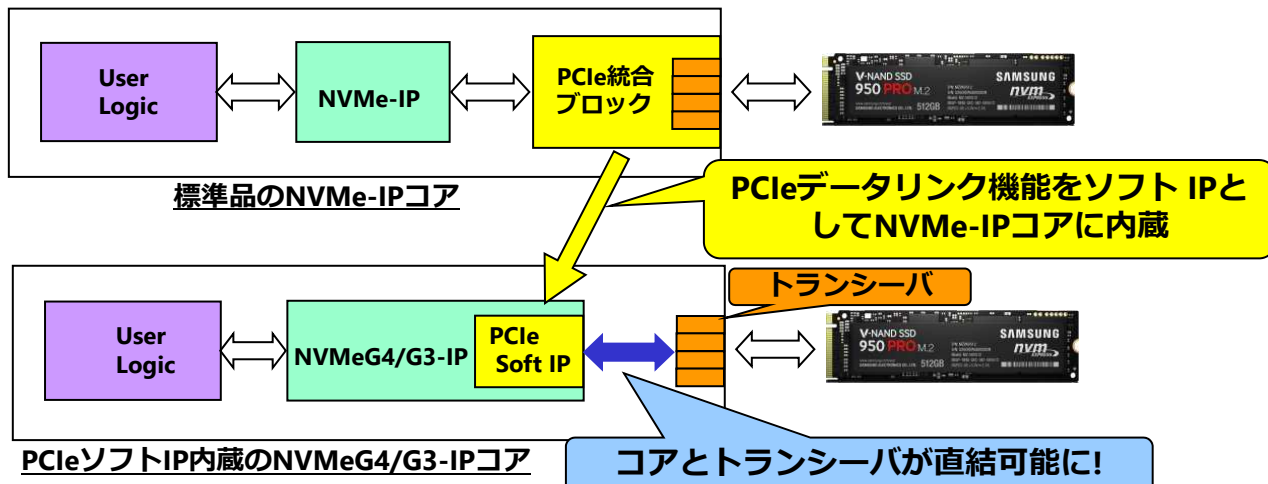 User
Logic
NVMe-IP
PCIe統合
ブロック
V-NAND SSD
950 PRO M.2
SAMSUNG
nvm
EXPRESS
512GB
標準品のNVMe-IPコア
PCIeデータリンク機能をソフト IPと
してNVMe-IPコアに内蔵
トランシーバ
User
Logic
NVMeG4/G3-IP
PCIe
Soft IP
V-NAND SSD
950 PRO M.2
SAMSUNG
nvm
EXPRESS
512GB
PCIeソフトIP内蔵のNVMeG4/G3-IPコア
コアとトランシーバが直結可能に!